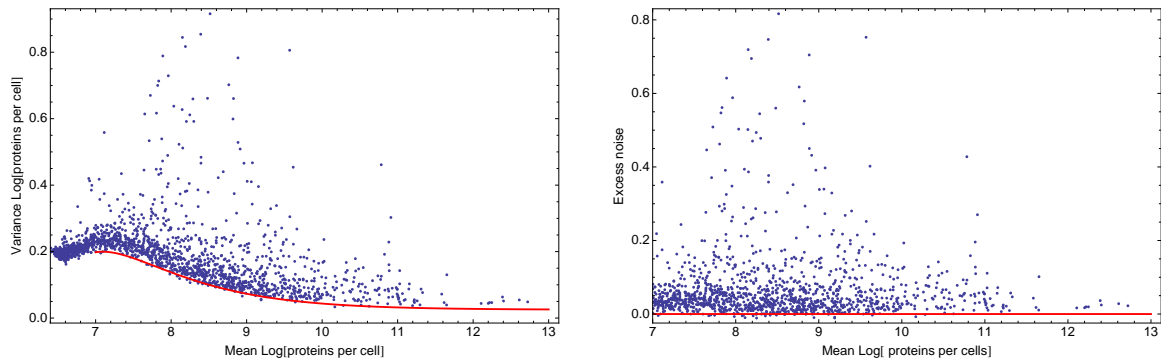 Variance Log[proteins per cell]
0.8
0.6
0.4
0.2
0.0
7 8 9 10 11 12 13
Mean Log[proteins per cell]
Excess noise
0.8
0.6
0.4
0.2
0.0
7 8 9 10 11 12 13
Mean Log[ proteins per cells]